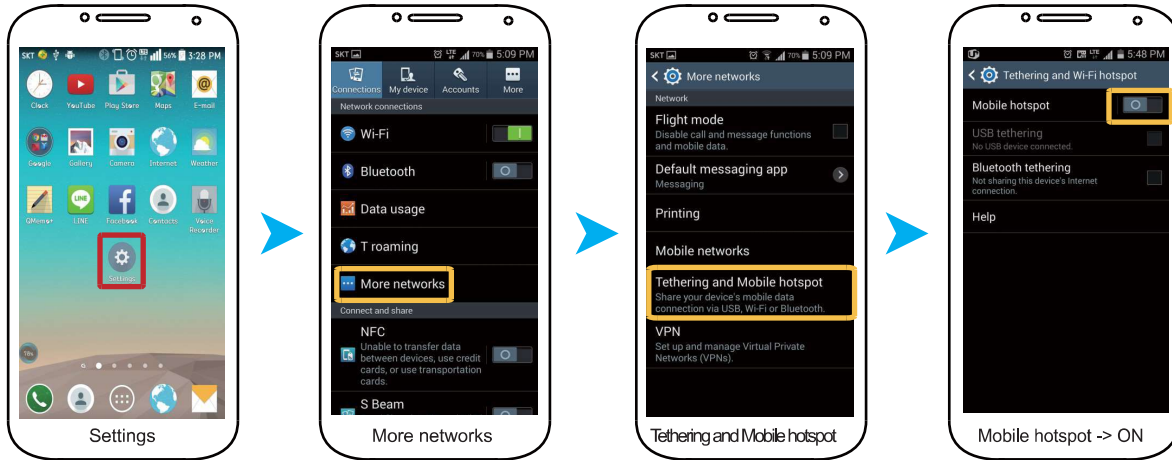 SKT 56% 3:28 PM
Clock YouTube Play Store Maps E-mail
Google Gallery Camera Internet Weather
QMemo+ LINE Facebook Contacts Voice
Recorder
Settings
T8s
Settings
SKT LTE 70% 5:09 PM
Connections My device Accounts More
Network connections
Wi-Fi
Bluetooth
Data usage
T roaming
More networks
Connect and share
NFC
Unable to transfer data
between devices, use credit
cards, or use transportation
cards.
S Beam
More networks
SKT 70% 5:09 PM
More networks
Network
Flight mode
Disable call and message functions
and mobile data.
Default messaging app
Messaging
Printing
Mobile networks
Tethering and Mobile hotspot
Share your device's mobile data
connection via USB, Wi-Fi or Bluetooth.
VPN
Set up and manage Virtual Private
Networks (VPNs).
Tethering and Mobile hotspot
LTE 5:48 PM
Tethering and Wi-Fi hotspot
Mobile hotspot
USB tethering
No USB device connected.
Bluetooth tethering
Not sharing this device's Internet
connection.
Help
Mobile hotspot -> ON